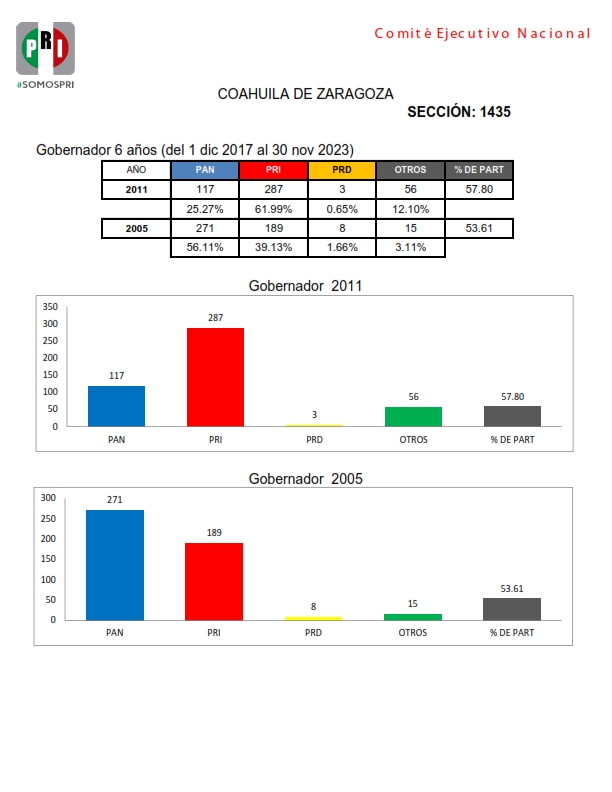 Comité Ejecutivo Nacional
PRI
#SOMOSPRI
COAHUILA DE ZARAGOZA
SECCIÓN: 1435
Gobernador 6 años (del 1 dic 2017 al 30 nov 2023)
AÑO PAN PRI PRD OTROS % DE PART
2011 117 287 3 56 57.80
25.27% 61.99% 0.65% 12.10%
2005 271 189 8 15 53.61
56.11% 39.13% 1.66% 3.11%
Gobernador 2011
350
300
250
200
150
100
50
0
117
287
3
56
57.80
PAN PRI PRD OTROS % DE PART
Gobernador 2005
300
250
200
150
100
50
0
271
189
8
15
53.61
PAN PRI PRD OTROS % DE PART